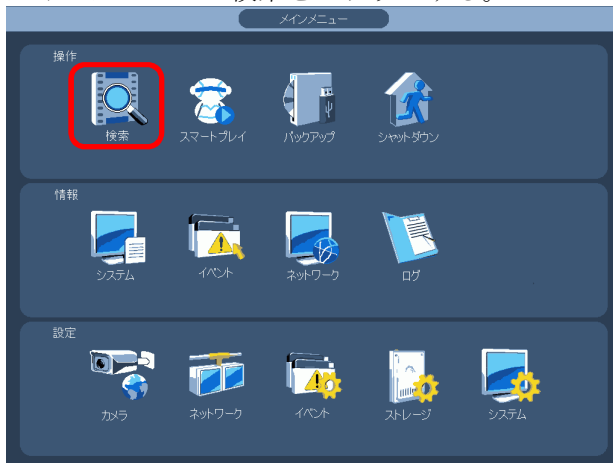 メインメニュー
操作
検索
スマートプレイ
バックアップ
シャットダウン
情報
システム
イベント
ネットワーク
ログ
設定
カメラ
ネットワーク
イベント
ストレージ
システム